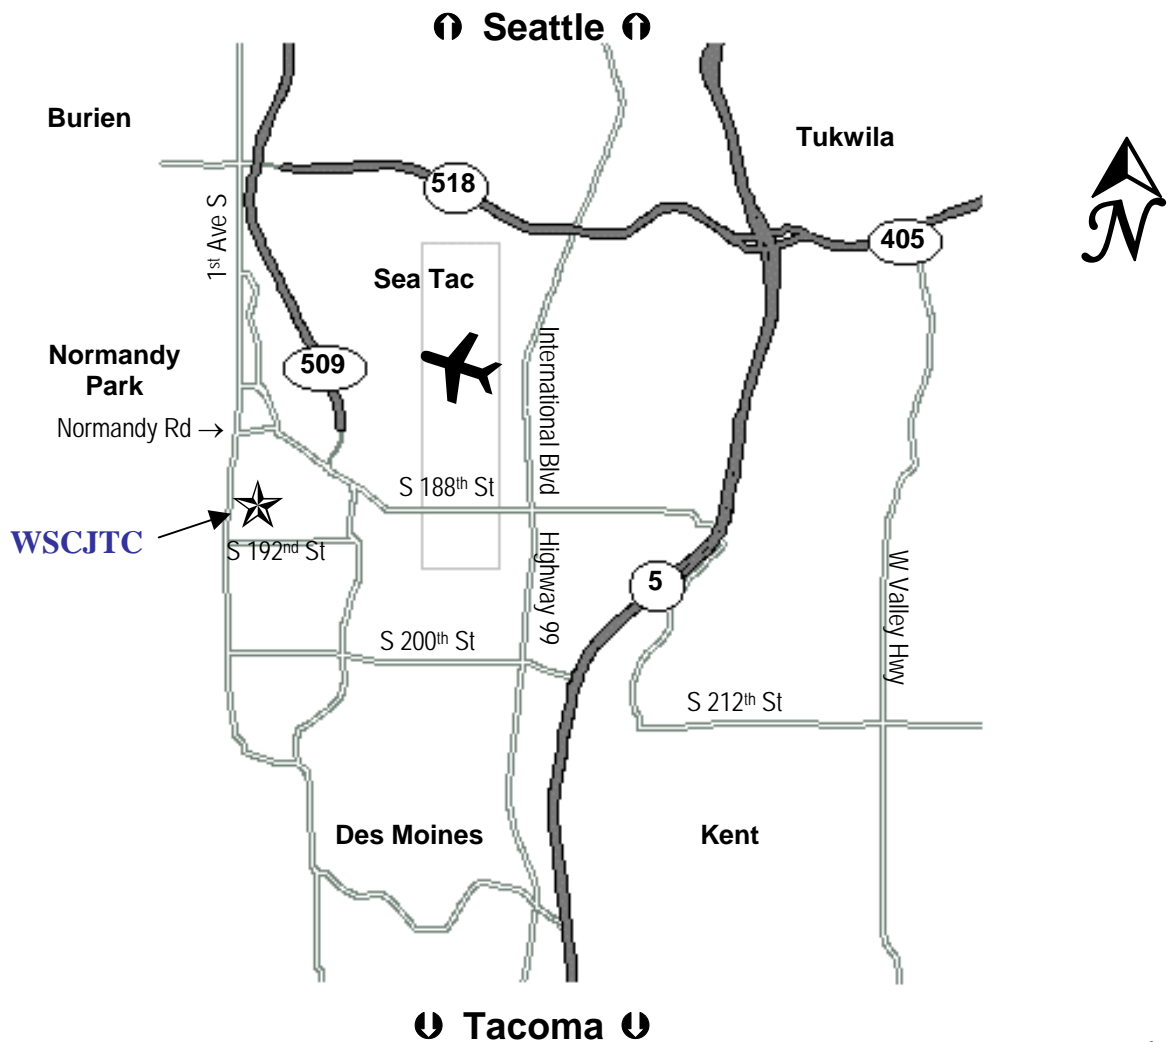 Seattle
Burien
Tukwila
518
1st Ave S
405
N
Sea Tac
International Blvd
Normandy
Park
509
Normandy Rd →
S 188th St
WSCJTC
S 192nd St
Highway 99
5
W Valley Hwy
S 200th St
S 212th St
Des Moines
Kent
Tacoma